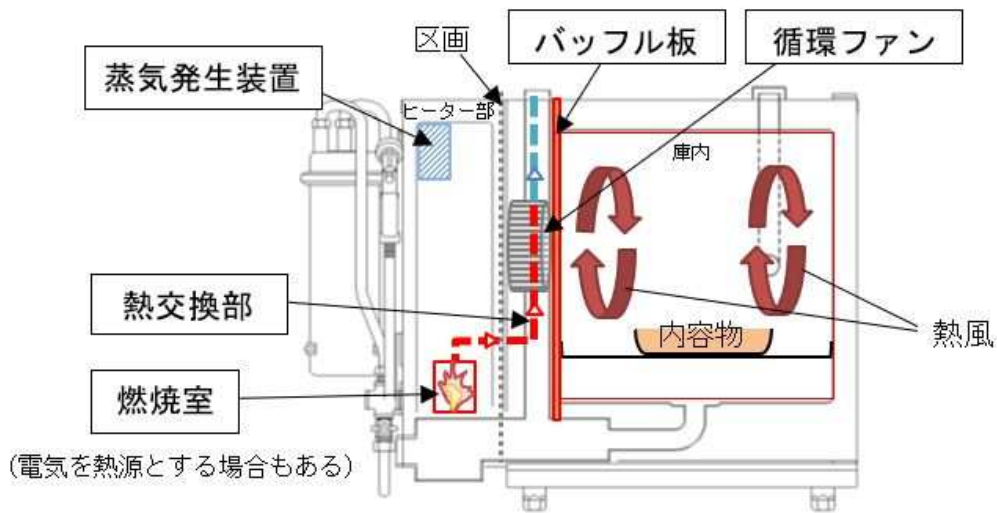 区画
バッフル板
循環ファン
蒸気発生装置
ヒーター部
庫内
熱交換部
内容物
熱風
燃焼室
(電気を熱源とする場合もある)